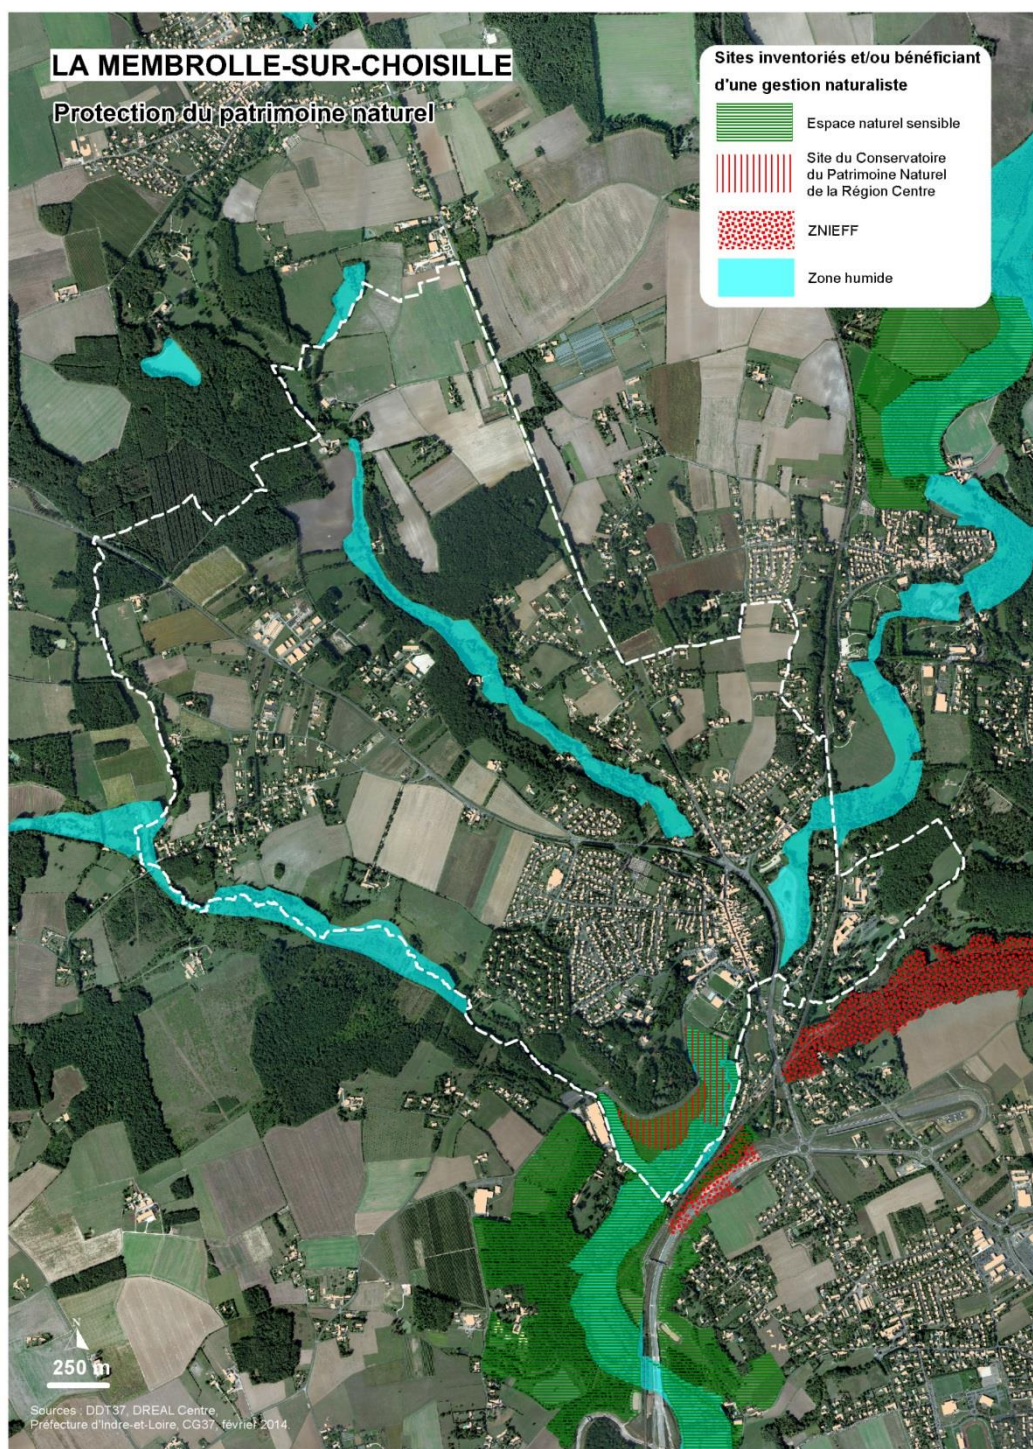 LA MEMBROLLE-SUR-CHOISILLE
Protection du patrimoine naturel
Sites inventoriés et/ou bénéficiant
d'une gestion naturaliste
Espace naturel sensible
Site du Conservatoire
du Patrimoine Naturel
de la Région Centre
ZNIEFF
Zone humide
N
250 m
Sources : DDT37, DREAL Centre,
Préfecture d'Indre-et-Loire, CG37, février 2014.